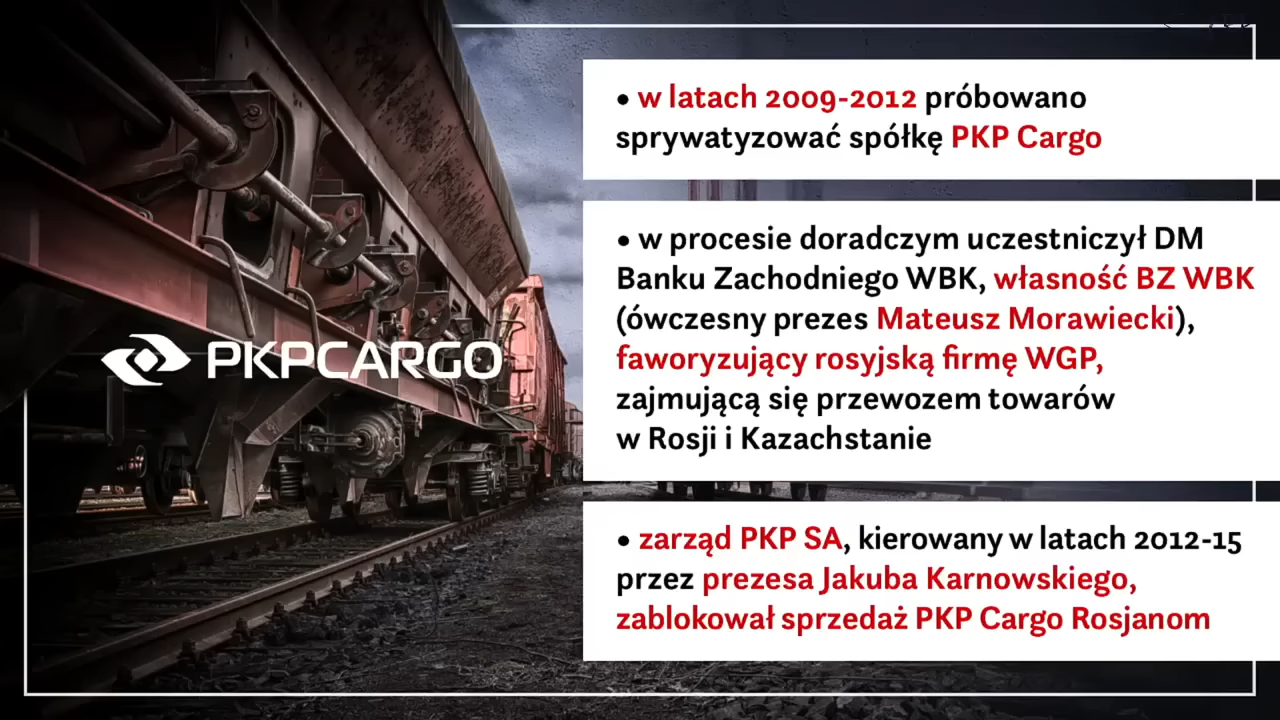 PKPCARGO
• w latach 2009-2012 próbowano
sprywatyzować spółkę PKP Cargo
• w procesie doradczym uczestniczył DM
Banku Zachodniego WBK, własność BZ WBK
(ówczesny prezes Mateusz Morawiecki),
faworyzujący rosyjską firmę WGP,
zajmującą się przewozem towarów
w Rosji i Kazachstanie
• zarząd PKP SA, kierowany w latach 2012-15
przez prezesa Jakuba Karnowskiego,
zablokował sprzedaż PKP Cargo Rosjanom